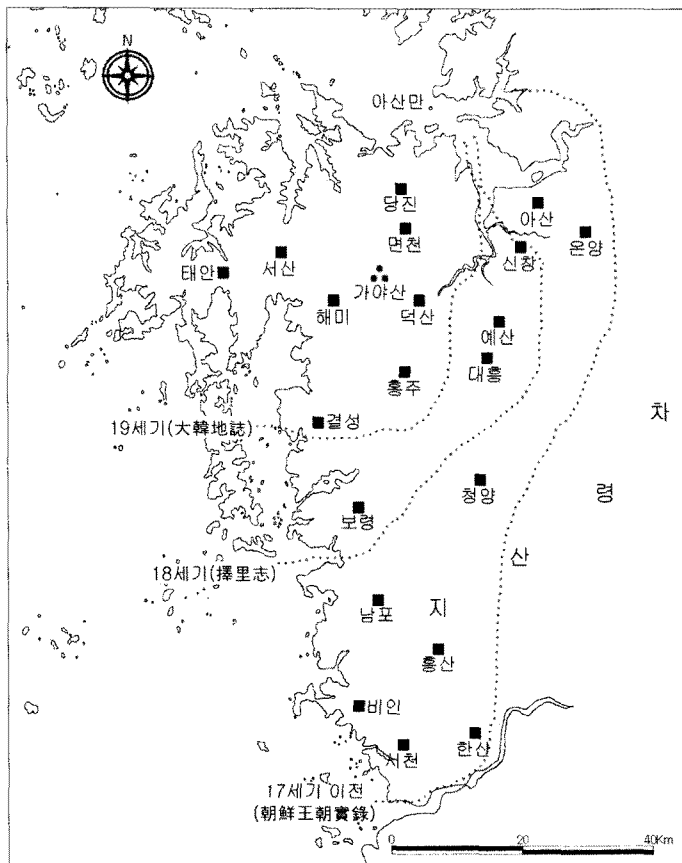 N
아산만
당진
아산
면천
온양
신창
서산
태안
가야산
해미
덕산
예산
대흥
홍주
차
결성
19세기(大韓地誌)
청양
령
보령
산
18세기(擇里志)
남포
지
홍산
비인
한산
서천
17세기 이전
(朝鮮王朝實錄)
0 20 40Km